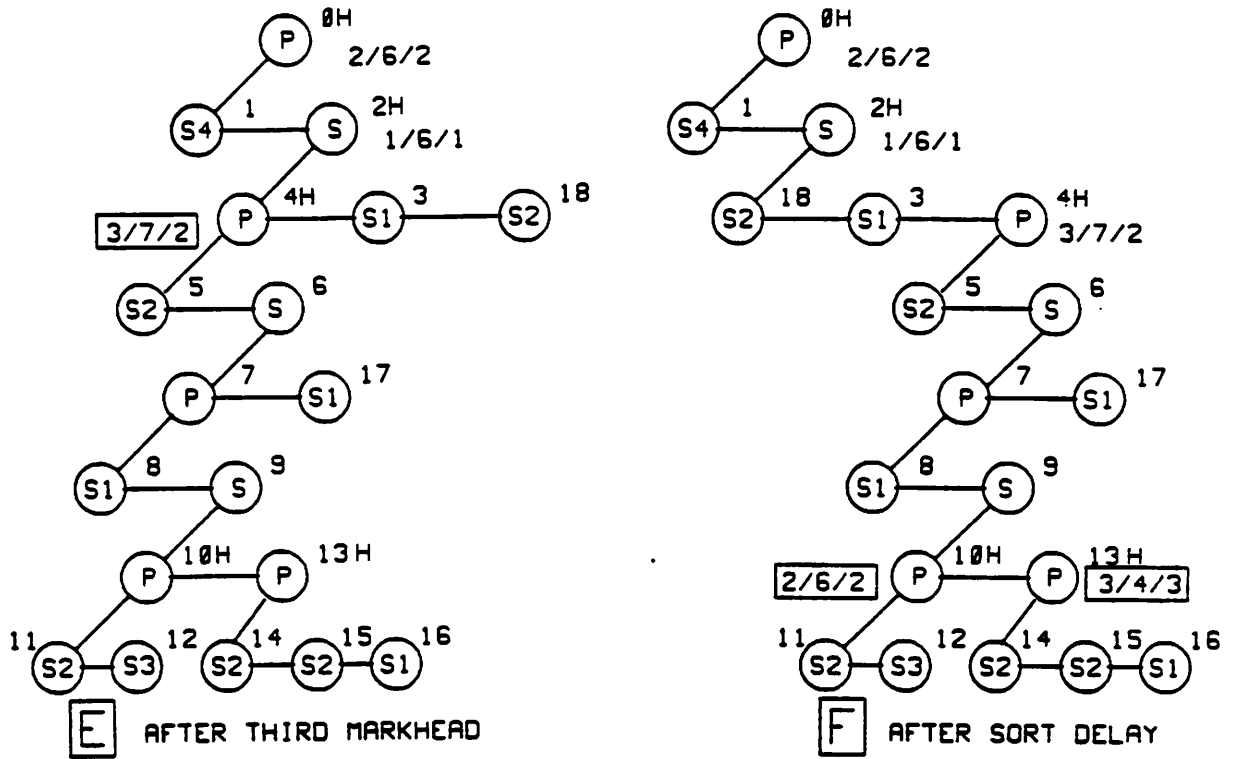 P 0H
2/6/2
S4 1 S 2H
1/6/1
3/7/2 P 4H S1 3 S2 18
S2 5 S 6
P 7 S1 17
S1 8 S 9
P 10H P 13H
11 S2 S3 12 S2 14 S2 15 S1 16
E AFTER THIRD MARKHEAD
P 0H
2/6/2
S4 1 S 2H
1/6/1
S2 18 S1 3 P 4H
3/7/2
S2 5 S 6
P 7 S1 17
S1 8 S 9
2/6/2 P 10H P 13H
3/4/3
11 S2 S3 12 S2 14 S2 15 S1 16
F AFTER SORT DELAY